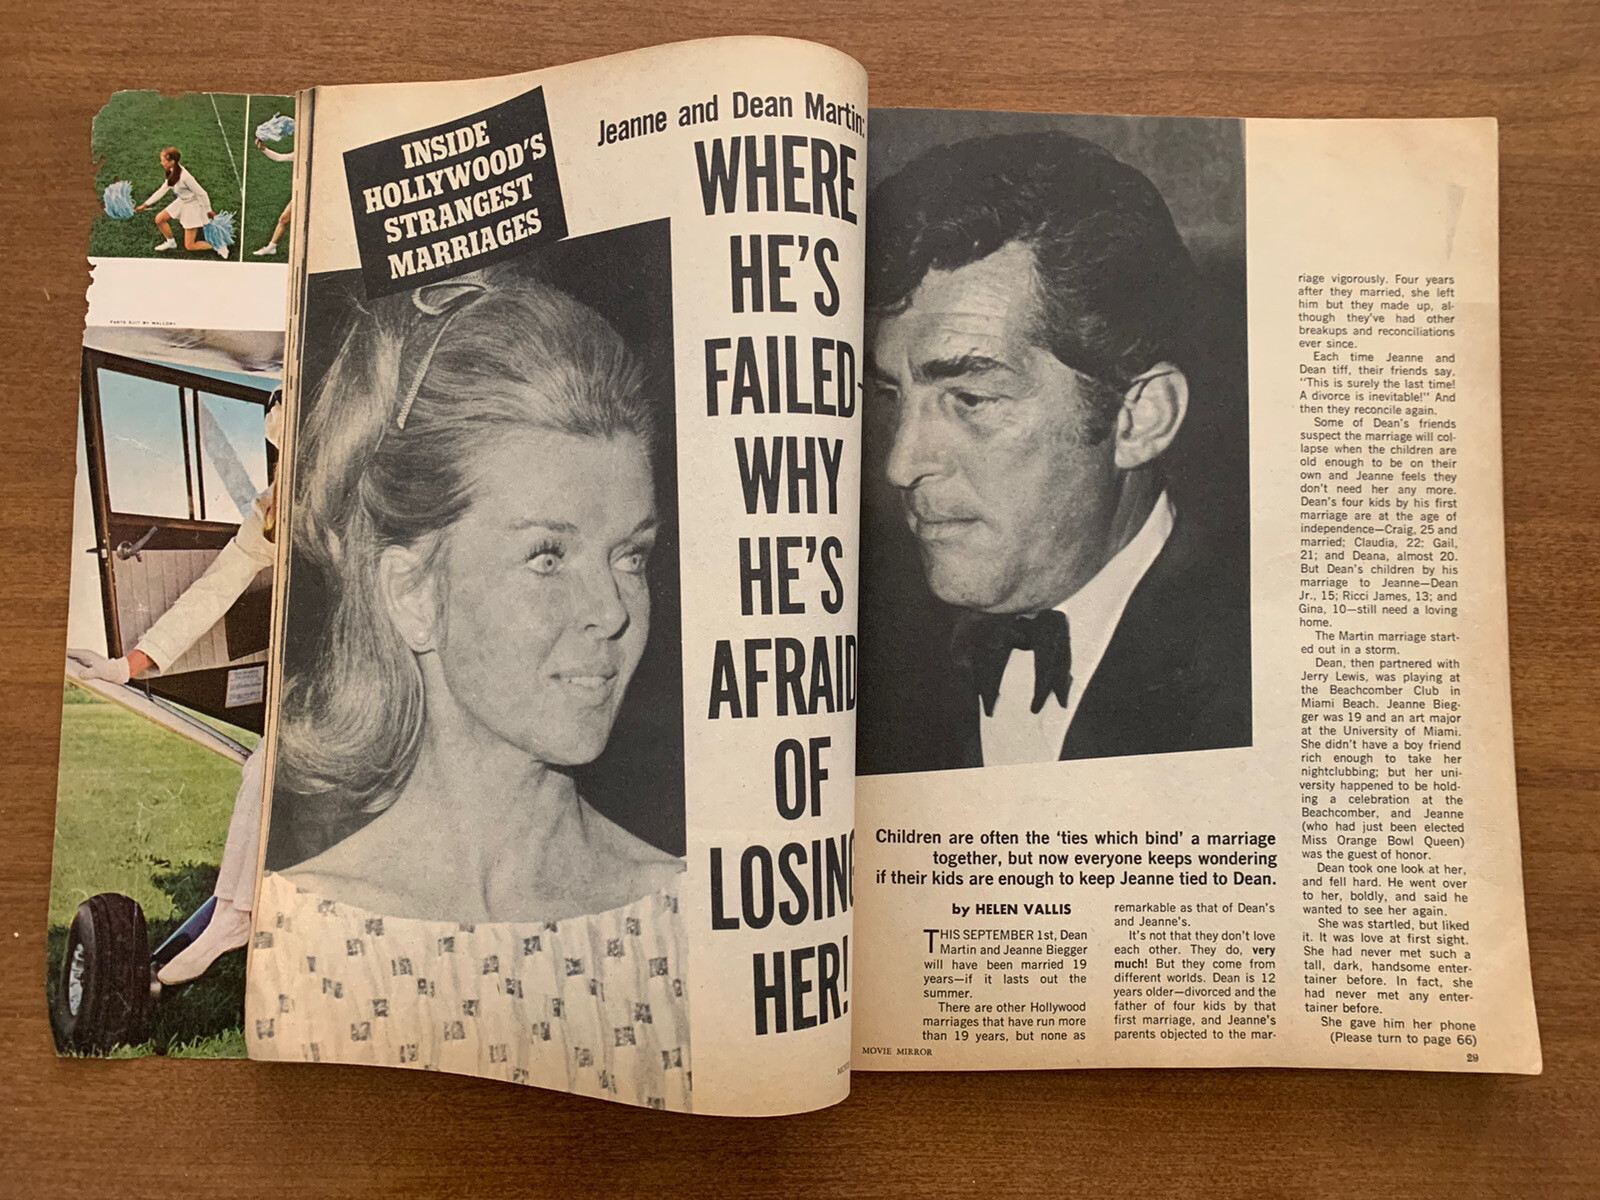 PANTS SUIT BY MALLORY
INSIDE
HOLLYWOOD'S
STRANGEST
MARRIAGES
Jeanne and Dean Martin:
WHERE
HE'S
FAILED—
WHY
HE'S
AFRAID
OF
LOSING
HER!
Children are often the 'ties which bind' a marriage
together, but now everyone keeps wondering
if their kids are enough to keep Jeanne tied to Dean.
by HELEN VALLIS
THIS SEPTEMBER 1st, Dean
Martin and Jeanne Biegger
will have been married 19
years—if it lasts out the
summer.
There are other Hollywood
marriages that have run more
than 19 years, but none as
remarkable as that of Dean's
and Jeanne's.
It's not that they don't love
each other. They do, very
much! But they come from
different worlds. Dean is 12
years older—divorced and the
father of four kids by that
first marriage, and Jeanne's
parents objected to the mar-
riage vigorously. Four years
after they married, she left
him but they made up, al-
though they've had other
breakups and reconciliations
ever since.
Each time Jeanne and
Dean tiff, their friends say,
"This is surely the last time!
A divorce is inevitable!" And
then they reconcile again.
Some of Dean's friends
suspect the marriage will col-
lapse when the children are
old enough to be on their
own and Jeanne feels they
don't need her any more.
Dean's four kids by his first
marriage are at the age of
independence—Craig, 25 and
married; Claudia, 22; Gail,
21; and Deana, almost 20.
But Dean's children by his
marriage to Jeanne—Dean
Jr., 15; Ricci James, 13; and
Gina, 10—still need a loving
home.
The Martin marriage start-
ed out in a storm.
Dean, then partnered with
Jerry Lewis, was playing at
the Beachcomber Club in
Miami Beach. Jeanne Bieg-
ger was 19 and an art major
at the University of Miami.
She didn't have a boy friend
rich enough to take her
nightclubbing; but her uni-
versity happened to be hold-
ing a celebration at the
Beachcomber, and Jeanne
(who had just been elected
Miss Orange Bowl Queen)
was the guest of honor.
Dean took one look at her,
and fell hard. He went over
to her, boldly, and said he
wanted to see her again.
She was startled, but liked
it. It was love at first sight.
She had never met such a
tall, dark, handsome enter-
tainer before. In fact, she
had never met any enter-
tainer before.
She gave him her phone
(Please turn to page 66)
MOVIE MIRROR
29